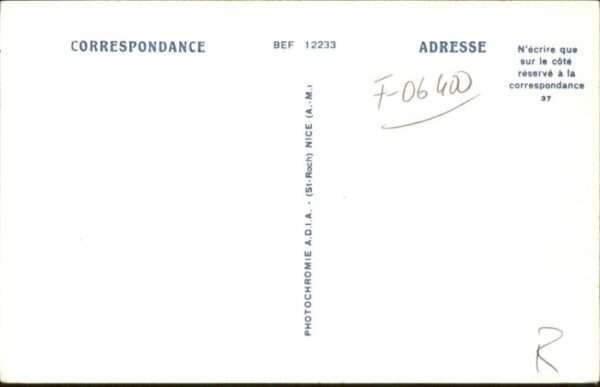 CORRESPONDANCE
BEF 12233
ADRESSE
N'écrire que
sur le côté
réservé à la
correspondance
37
F-06400
PHOTOCHROMIE A.D.I.A. - (St-Roch) NICE (A.-M.)
R